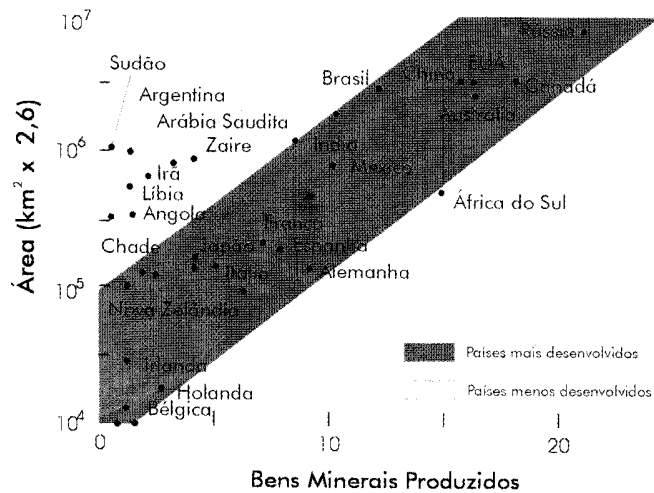 10⁷
Rússia
Sudão
Brasil
China
EUA
Canadá
Argentina
Austrália
Arábia Saudita
10⁶
Zaire
Índia
México
Irã
Líbia
África do Sul
Angola
França
Chade
Japão
Espanha
Itália
Alemanha
10⁵
Nova Zelândia
Países mais desenvolvidos
Irlanda
Holanda
Países menos desenvolvidos
Bélgica
10⁴
0
10
20
Área (km² x 2,6)
Bens Minerais Produzidos